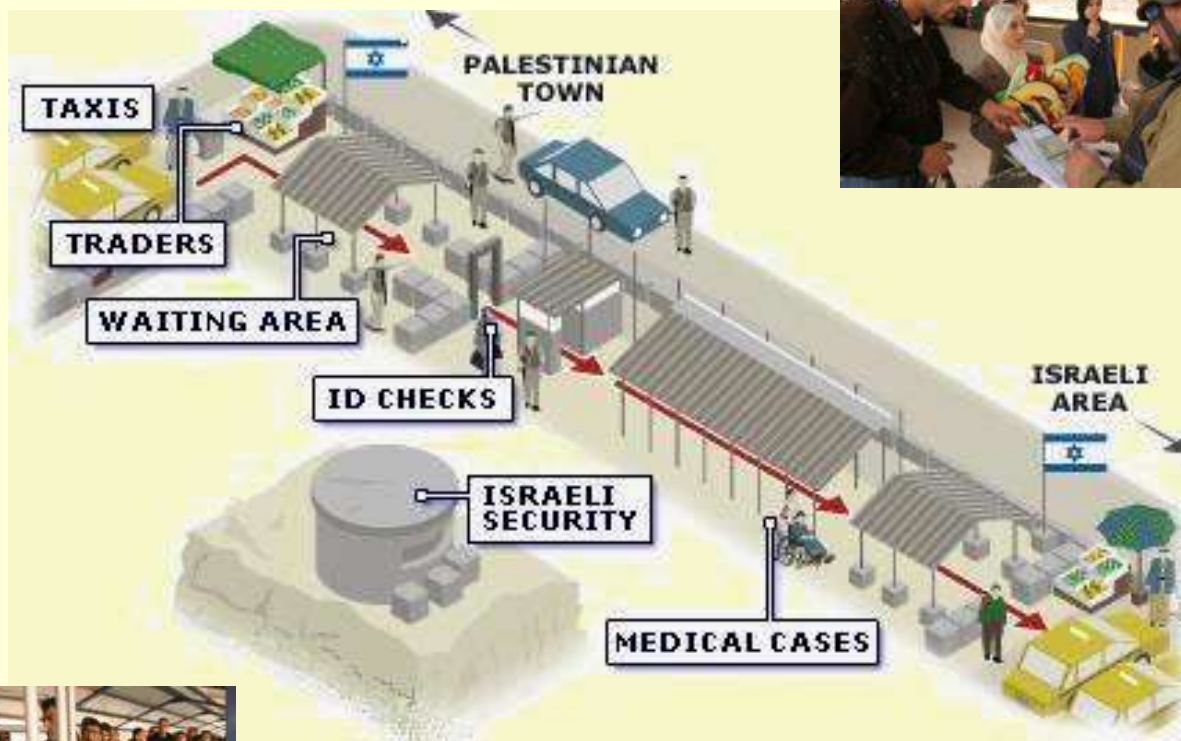 PALESTINIAN
TOWN
TAXIS
TRADERS
WAITING AREA
ID CHECKS
ISRAELI
AREA
ISRAELI
SECURITY
MEDICAL CASES